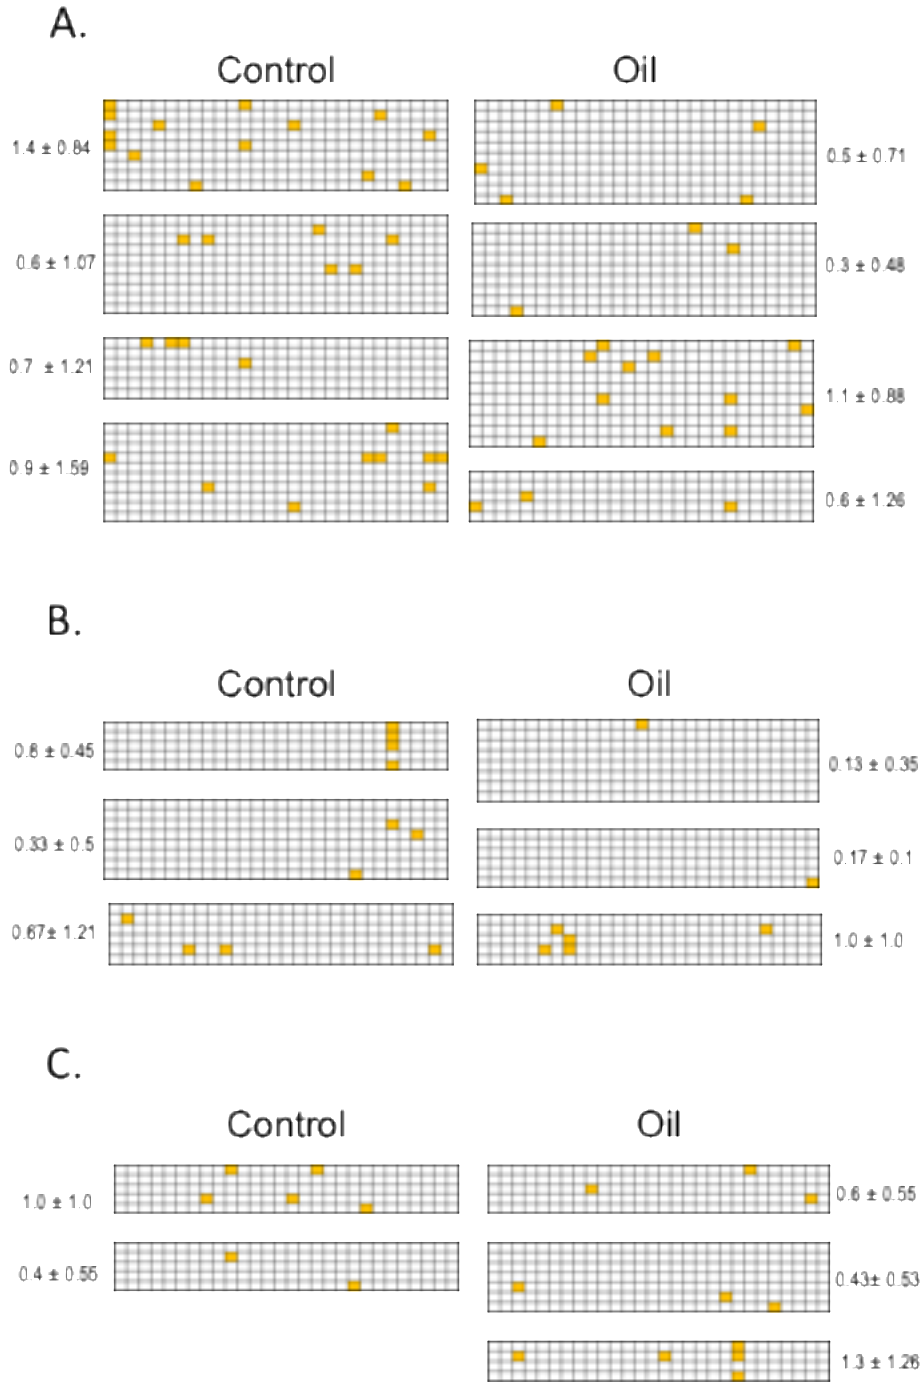 A.
Control Oil
1.4 ± 0.84
0.5 ± 0.71
0.6 ± 1.07
0.3 ± 0.48
0.7 ± 1.21
1.1 ± 0.88
0.9 ± 1.59
0.6 ± 1.26
B.
Control Oil
0.8 ± 0.45
0.13 ± 0.35
0.33 ± 0.5
0.17 ± 0.1
0.67± 1.21
1.0 ± 1.0
C.
Control Oil
1.0 ± 1.0
0.6 ± 0.55
0.4 ± 0.55
0.43± 0.53
1.3 ± 1.26